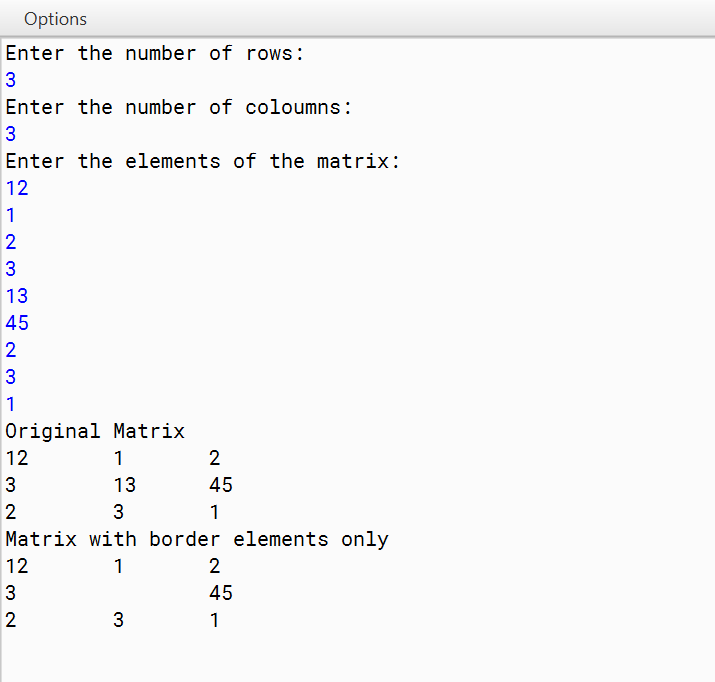 Options
Enter the number of rows:
3
Enter the number of coloumns:
3
Enter the elements of the matrix:
12
1
2
3
13
45
2
3
1
Original Matrix
12 1 2
3 13 45
2 3 1
Matrix with border elements only
12 1 2
3 45
2 3 1